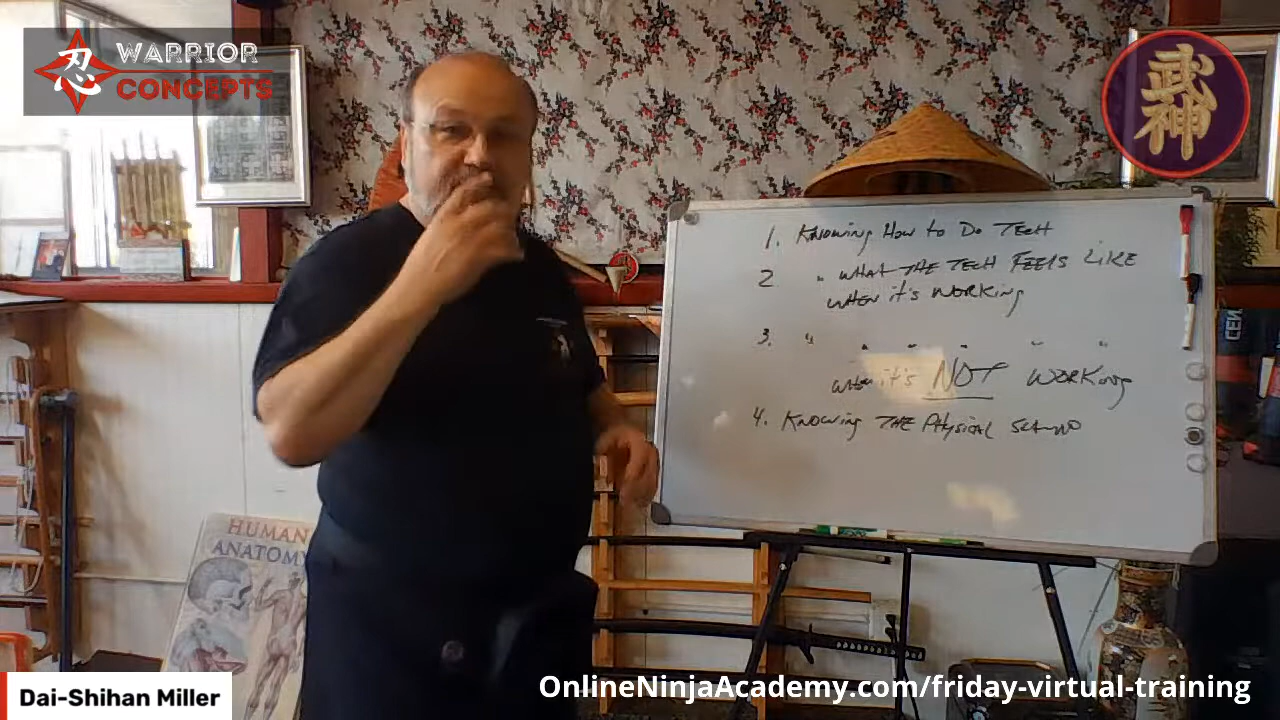 忍
WARRIOR
CONCEPTS
武
神
1. KNOWING HOW TO DO TECH
2 " WHAT THE TECH FEELS LIKE
WHEN it's WORKING
3. " " " " " "
WHEN it's NOT WORKING
4. KNOWING THE PHYSICAL
HUMAN
ANATOMY
CEN
Dai-Shihan Miller
OnlineNinjaAcademy.com/friday-virtual-training